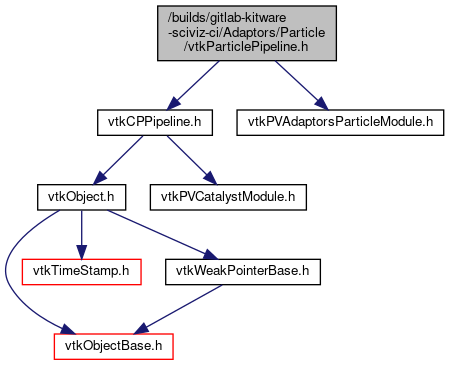 /builds/gitlab-kitware
-sciviz-ci/Adaptors/Particle
/vtkParticlePipeline.h
vtkCPPipeline.h
vtkPVAdaptorsParticleModule.h
vtkObject.h
vtkPVCatalystModule.h
vtkTimeStamp.h
vtkWeakPointerBase.h
vtkObjectBase.h